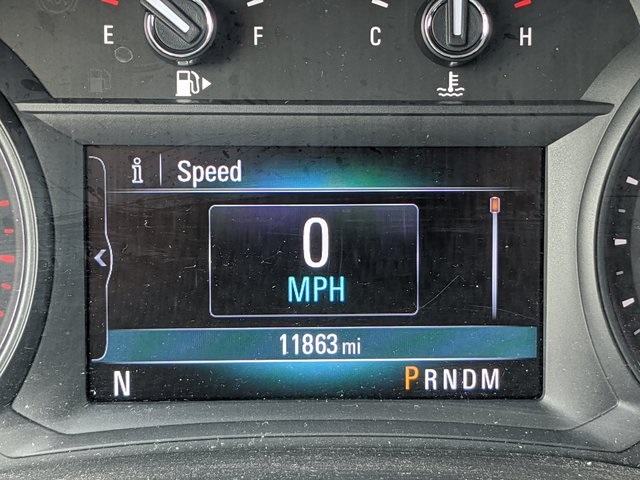 E F C H
Speed
0
MPH
11863 mi
N PRNDM